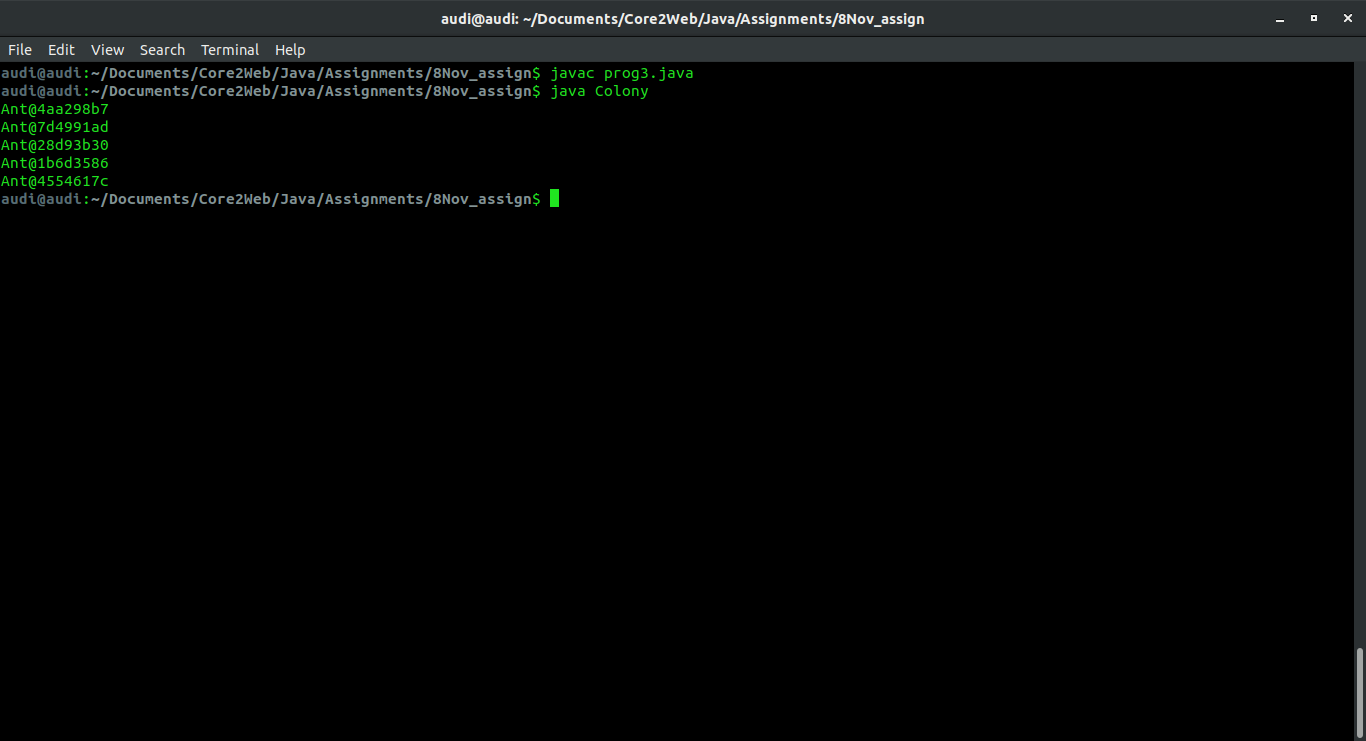 audi@audi: ~/Documents/Core2Web/Java/Assignments/8Nov_assign
File Edit View Search Terminal Help
audi@audi:~/Documents/Core2Web/Java/Assignments/8Nov_assign$ javac prog3.java
audi@audi:~/Documents/Core2Web/Java/Assignments/8Nov_assign$ java Colony
Ant@4aa298b7
Ant@7d4991ad
Ant@28d93b30
Ant@1b6d3586
Ant@4554617c
audi@audi:~/Documents/Core2Web/Java/Assignments/8Nov_assign$